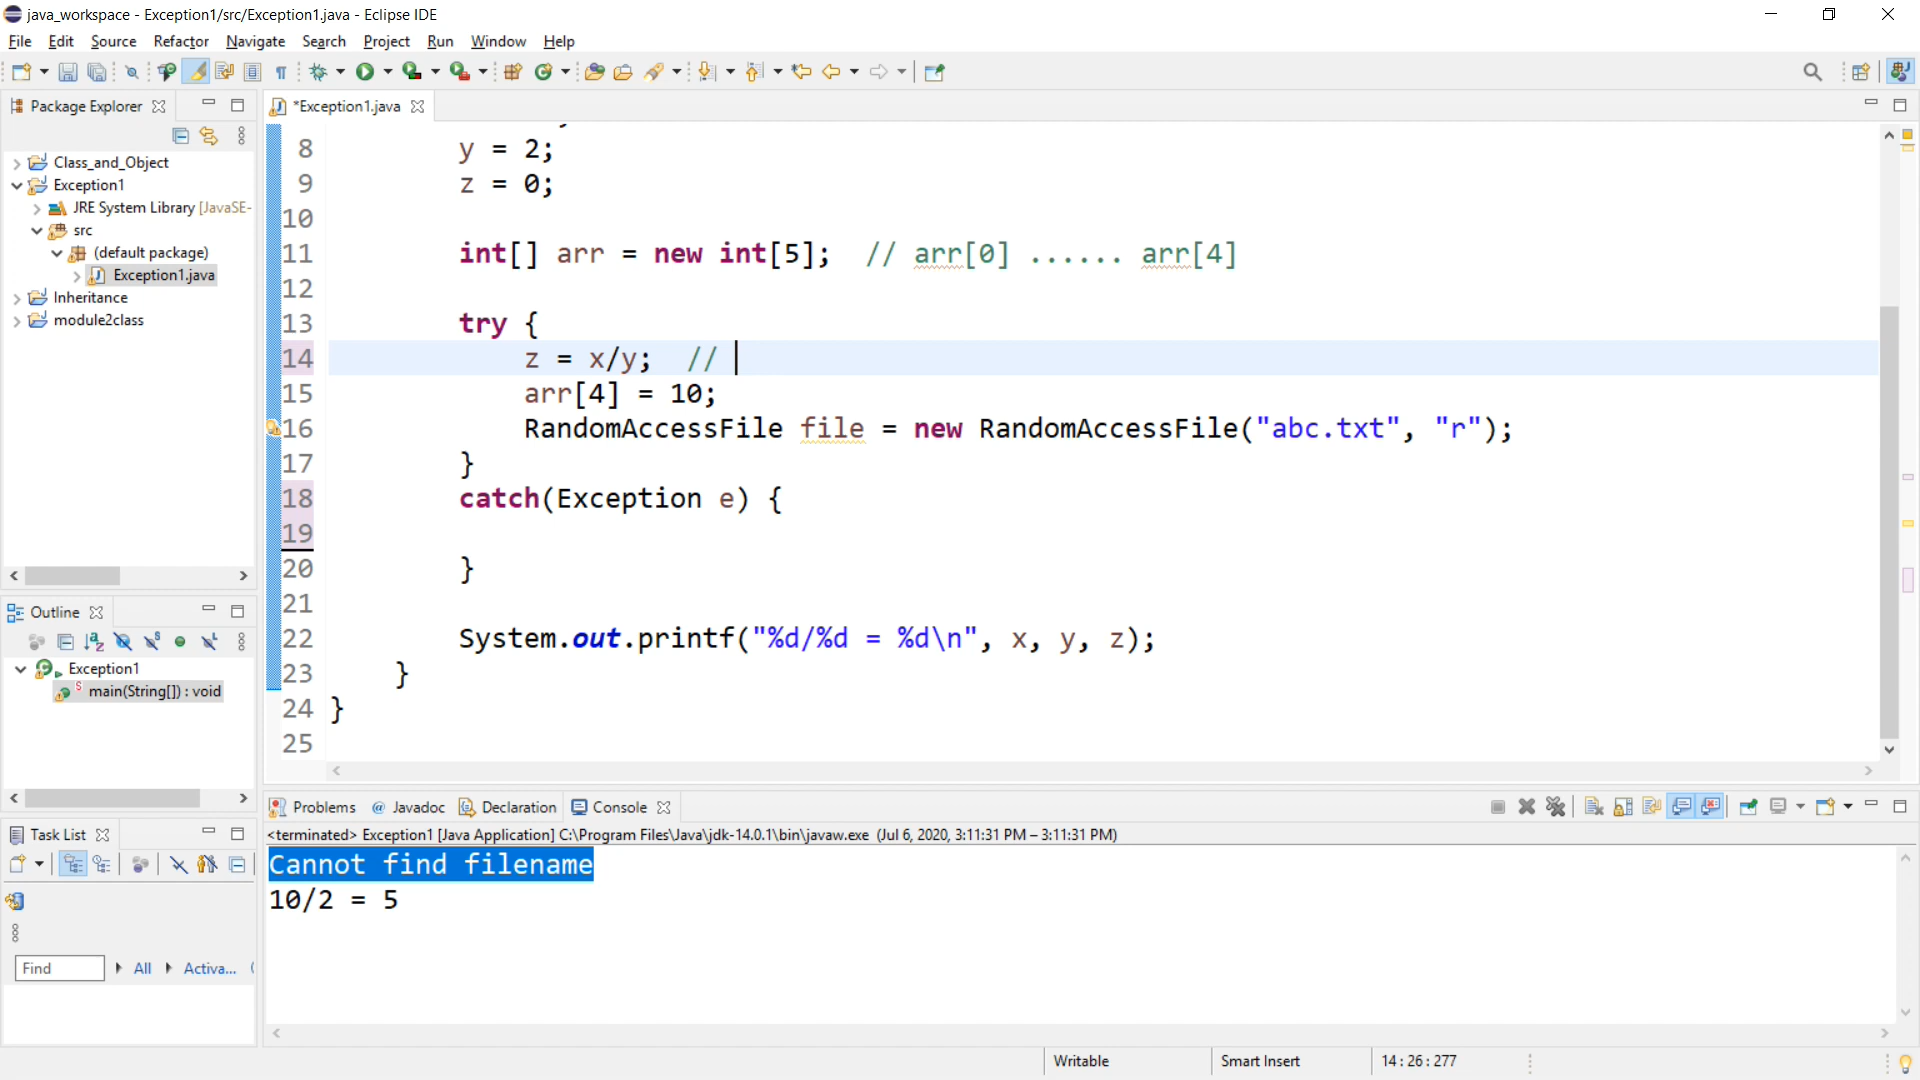 java_workspace - Exception1/src/Exception1.java - Eclipse IDE
File Edit Source Refactor Navigate Search Project Run Window Help
Package Explorer
*Exception1.java
Class_and_Object
Exception1
JRE System Library [JavaSE-
src
(default package)
Exception1.java
Inheritance
module2class
8 y = 2;
9 z = 0;
10
11 int[] arr = new int[5]; // arr[0] ...... arr[4]
12
13 try {
14 z = x/y; //
15 arr[4] = 10;
16 RandomAccessFile file = new RandomAccessFile("abc.txt", "r");
17 }
18 catch(Exception e) {
19
20 }
21
22 System.out.printf("%d/%d = %d\n", x, y, z);
23 }
24 }
25
Outline
Exception1
main(String[]) : void
Task List
Find All Activa...
Problems @ Javadoc Declaration Console
<terminated> Exception1 [Java Application] C:\Program Files\Java\jdk-14.0.1\bin\javaw.exe (Jul 6, 2020, 3:11:31 PM – 3:11:31 PM)
Cannot find filename
10/2 = 5
Writable Smart Insert 14 : 26 : 277